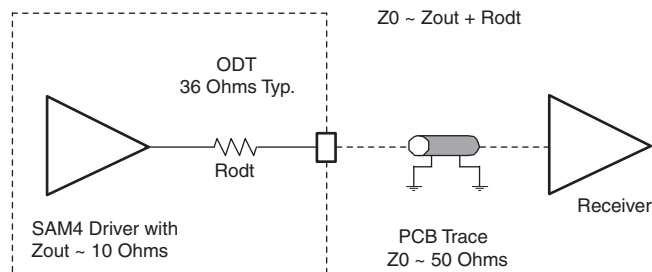 Z0 ~ Zout + Rodt
ODT
36 Ohms Typ.
Rodt
Receiver
SAM4 Driver with
Zout ~ 10 Ohms
PCB Trace
Z0 ~ 50 Ohms